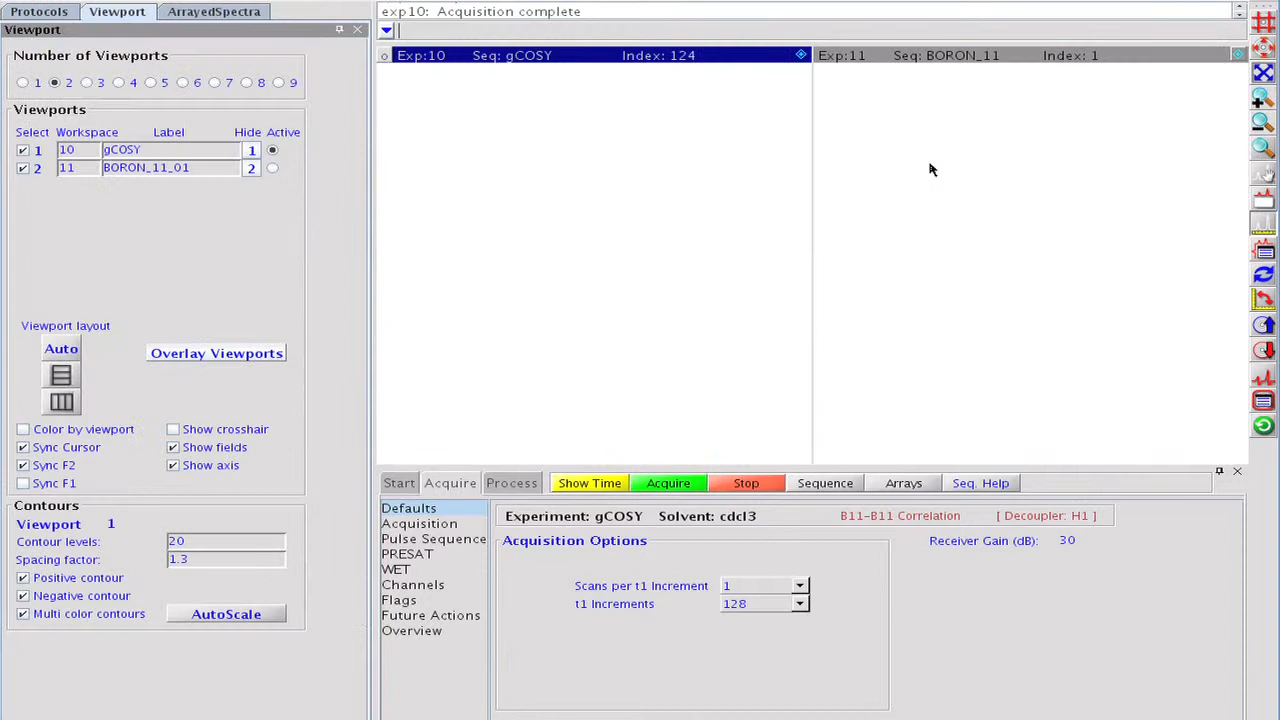 Protocols Viewport ArrayedSpectra
Viewport
Number of Viewports
1 2 3 4 5 6 7 8 9
Viewports
Select Workspace Label Hide Active
1 10 gCOSY 1
2 11 BORON_11_01 2
Viewport layout
Auto
Overlay Viewports
Color by viewport Show crosshair
Sync Cursor Show fields
Sync F2 Show axis
Sync F1
Contours
Viewport 1
Contour levels: 20
Spacing factor: 1.3
Positive contour
Negative contour
Multi color contours AutoScale
exp10: Acquisition complete
Exp:10 Seq: gCOSY Index: 124
Exp:11 Seq: BORON_11 Index: 1
Start Acquire Process Show Time Acquire Stop Sequence Arrays Seq. Help
Defaults
Acquisition
Pulse Sequence
PRESAT
WET
Channels
Flags
Future Actions
Overview
Experiment: gCOSY Solvent: cdcl3 B11-B11 Correlation [ Decoupler: H1 ]
Acquisition Options
Receiver Gain (dB): 30
Scans per t1 Increment 1
t1 Increments 128